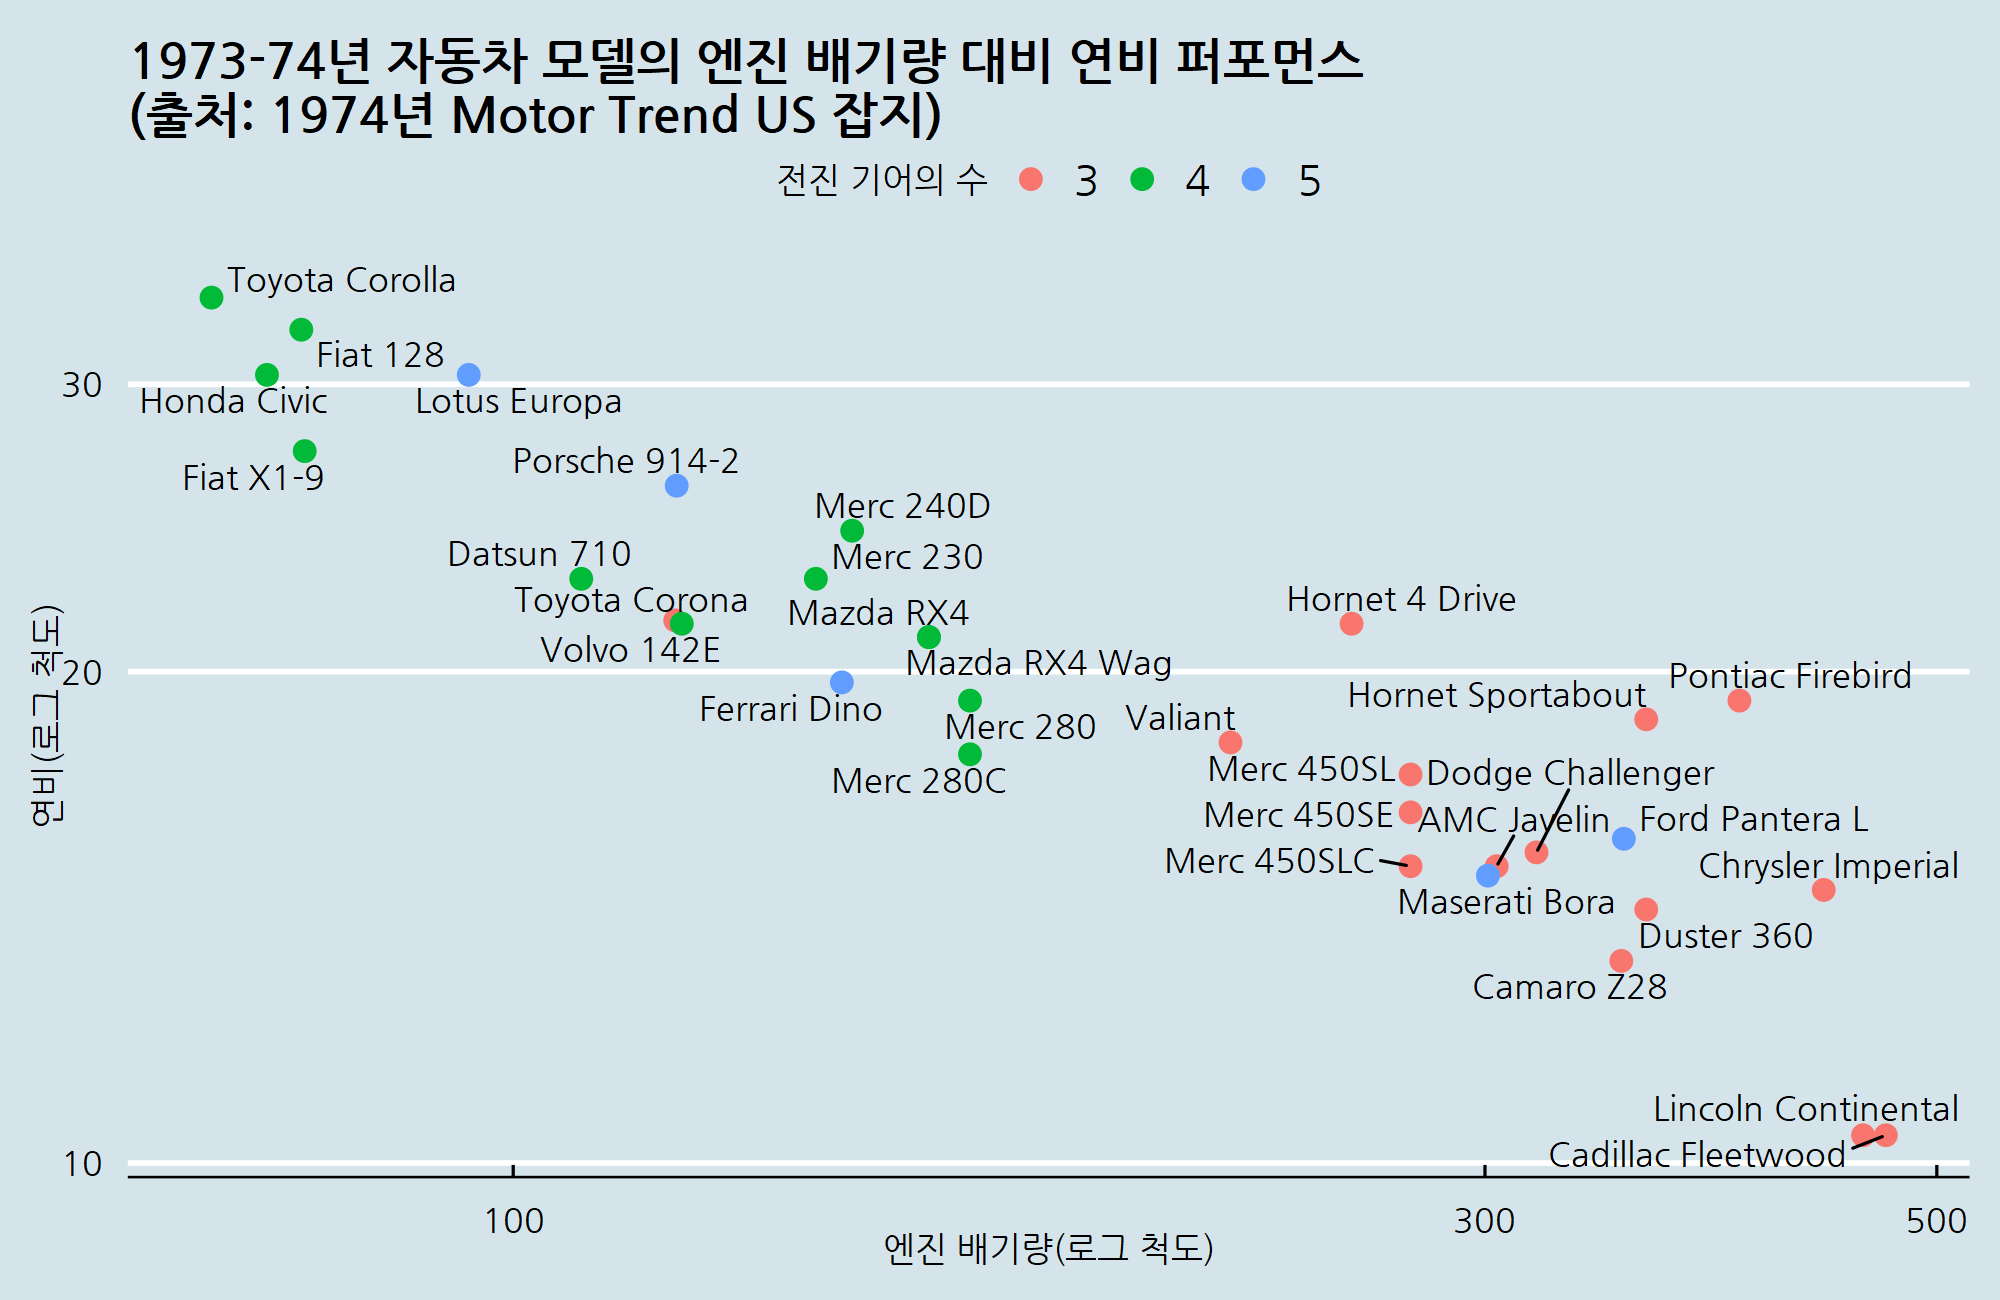 1973-74년 자동차 모델의 엔진 배기량 대비 연비 퍼포먼스
(출처: 1974년 Motor Trend US 잡지)
전진 기어의 수 3 4 5
Toyota Corolla
Fiat 128
30
Honda Civic
Lotus Europa
Porsche 914-2
Fiat X1-9
Merc 240D
Datsun 710
Merc 230
Toyota Corona
Mazda RX4
Hornet 4 Drive
Volvo 142E
Mazda RX4 Wag
20
Pontiac Firebird
Hornet Sportabout
Ferrari Dino
Valiant
Merc 280
연비(로그 척도)
Merc 450SL
Dodge Challenger
Merc 280C
Merc 450SE
AMC Javelin
Ford Pantera L
Merc 450SLC
Chrysler Imperial
Maserati Bora
Duster 360
Camaro Z28
Lincoln Continental
Cadillac Fleetwood
10
100
300
500
엔진 배기량(로그 척도)